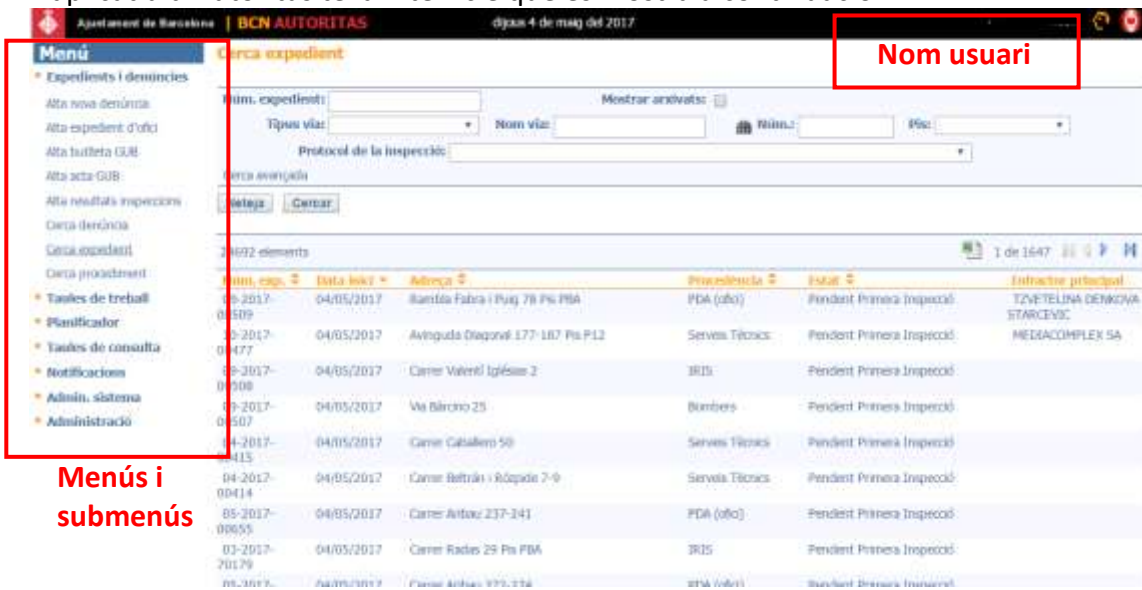 Ajuntament de Barcelona | BCN AUTORITAS dijous 4 de maig del 2017
Menú
Expedients i denúncies
Alta nova denúncia
Alta expedient d'ofici
Alta butlleta GUB
Alta acta GUB
Alta resultats inspeccions
Cerca denúncia
Cerca expedient
Cerca procediment
Taules de treball
Planificador
Taules de consulta
Notificacions
Admin. sistema
Administració
Menús i
submenús
Nom usuari
Cerca expedient
Núm. expedient: Mostrar arxivats:
Tipus via: Nom via: Núm.: Pis:
Protocol de la inspecció:
Cerca avançada
Neteja Cercar
elements 1 de 1647
Núm. exp. Data inici Adreça Procedència Estat Infractor principal
04/05/2017 Rambla Fabra i Puig 78 Pis PBA PDA (ofici) Pendent Primera Inspecció TZVETELINA DENKOVA
STARCEVIC
04/05/2017 Avinguda Diagonal 177-187 Pis P12 Serveis Tècnics Pendent Primera Inspecció MEDIACOMPLEX SA
04/05/2017 Carrer Valentí Iglésias 2 IRIS Pendent Primera Inspecció
04/05/2017 Via Bàrcino 25 Bombers Pendent Primera Inspecció
04/05/2017 Carrer Caballero 50 Serveis Tècnics Pendent Primera Inspecció
04-2017- 04/05/2017 Carrer Beltrán i Rózpide 7-9 Serveis Tècnics Pendent Primera Inspecció
00414
05-2017- 04/05/2017 Carrer Aribau 237-241 PDA (ofici) Pendent Primera Inspecció
00655
03-2017- 04/05/2017 Carrer Radas 29 Pis PBA IRIS Pendent Primera Inspecció
70179